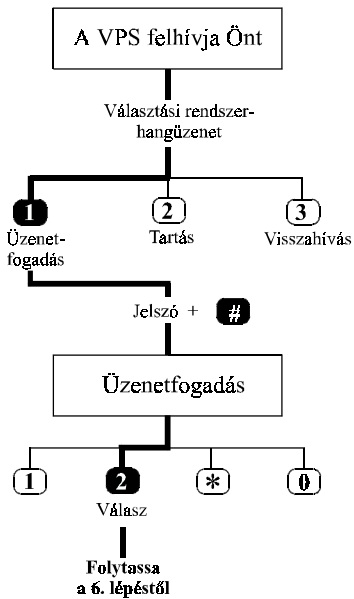 A VPS felhívja Önt
Választási rendszer-
hangüzenet
1 2 3
Üzenet-
fogadás
Tartás
Visszahívás
Jelszó + #
Üzenetfogadás
1 2 * 0
Válasz
Folytassa
a 6. lépéstől